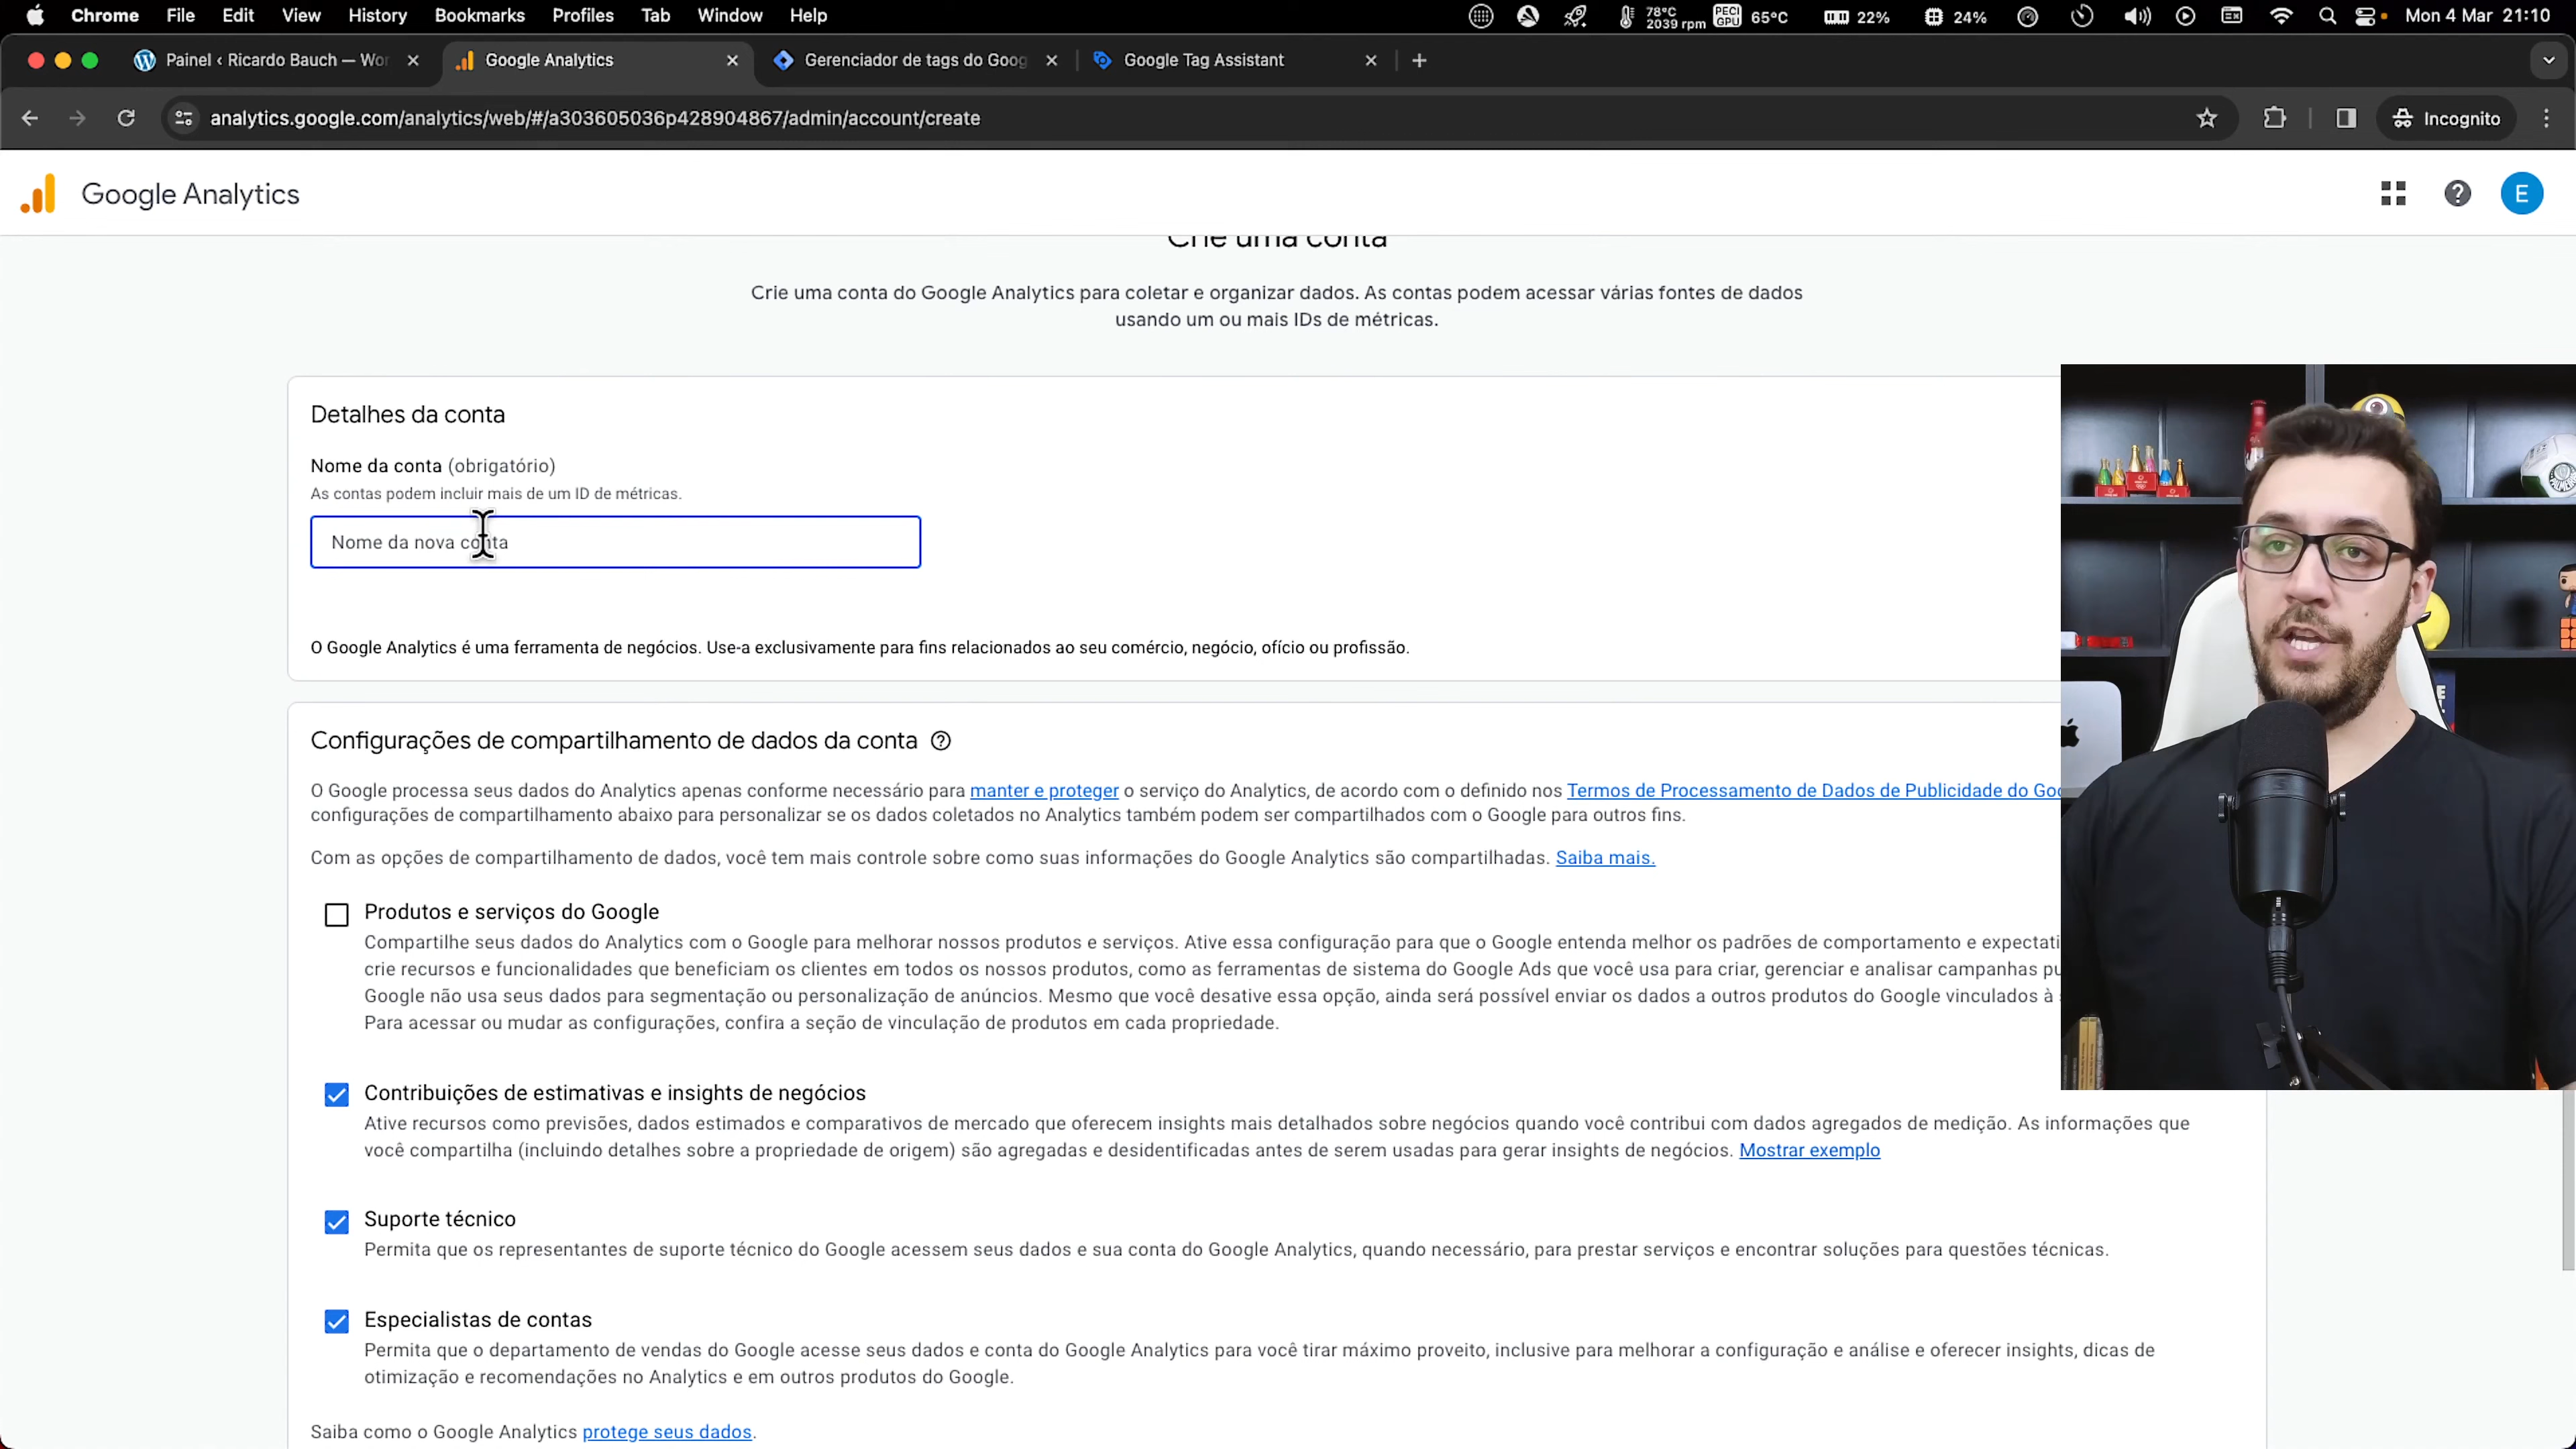 Chrome File Edit View History Bookmarks Profiles Tab Window Help 78°C 2039 rpm PECI GPU 65°C 22% 24% Mon 4 Mar 21:10
Painel ‹ Ricardo Bauch — Wor Google Analytics Gerenciador de tags do Goog Google Tag Assistant
analytics.google.com/analytics/web/#/a303605036p428904867/admin/account/create Incognito
Google Analytics E
Crie uma conta
Crie uma conta do Google Analytics para coletar e organizar dados. As contas podem acessar várias fontes de dados
usando um ou mais IDs de métricas.
Detalhes da conta
Nome da conta (obrigatório)
As contas podem incluir mais de um ID de métricas.
Nome da nova conta
O Google Analytics é uma ferramenta de negócios. Use-a exclusivamente para fins relacionados ao seu comércio, negócio, ofício ou profissão.
Configurações de compartilhamento de dados da conta
O Google processa seus dados do Analytics apenas conforme necessário para manter e proteger o serviço do Analytics, de acordo com o definido nos Termos de Processamento de Dados de Publicidade do Goo
configurações de compartilhamento abaixo para personalizar se os dados coletados no Analytics também podem ser compartilhados com o Google para outros fins.
Com as opções de compartilhamento de dados, você tem mais controle sobre como suas informações do Google Analytics são compartilhadas. Saiba mais.
Produtos e serviços do Google
Compartilhe seus dados do Analytics com o Google para melhorar nossos produtos e serviços. Ative essa configuração para que o Google entenda melhor os padrões de comportamento e expectati
crie recursos e funcionalidades que beneficiam os clientes em todos os nossos produtos, como as ferramentas de sistema do Google Ads que você usa para criar, gerenciar e analisar campanhas pu
Google não usa seus dados para segmentação ou personalização de anúncios. Mesmo que você desative essa opção, ainda será possível enviar os dados a outros produtos do Google vinculados à
Para acessar ou mudar as configurações, confira a seção de vinculação de produtos em cada propriedade.
Contribuições de estimativas e insights de negócios
Ative recursos como previsões, dados estimados e comparativos de mercado que oferecem insights mais detalhados sobre negócios quando você contribui com dados agregados de medição. As informações que
você compartilha (incluindo detalhes sobre a propriedade de origem) são agregadas e desidentificadas antes de serem usadas para gerar insights de negócios. Mostrar exemplo
Suporte técnico
Permita que os representantes de suporte técnico do Google acessem seus dados e sua conta do Google Analytics, quando necessário, para prestar serviços e encontrar soluções para questões técnicas.
Especialistas de contas
Permita que o departamento de vendas do Google acesse seus dados e conta do Google Analytics para você tirar máximo proveito, inclusive para melhorar a configuração e análise e oferecer insights, dicas de
otimização e recomendações no Analytics e em outros produtos do Google.
Saiba como o Google Analytics protege seus dados.